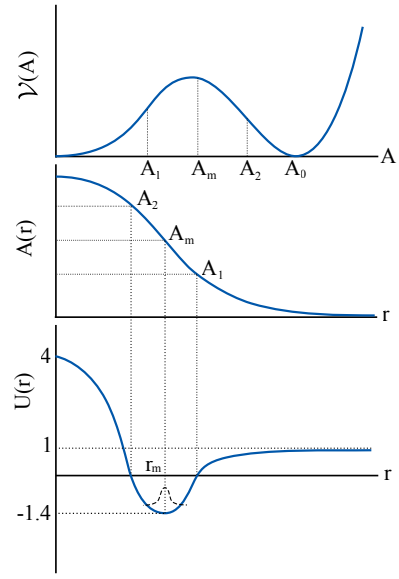 𝒱(A)
A₁ Aₘ A₂ A₀ A
A(r)
A₂
Aₘ
A₁
r
U(r)
4
1
rₘ
r
-1.4